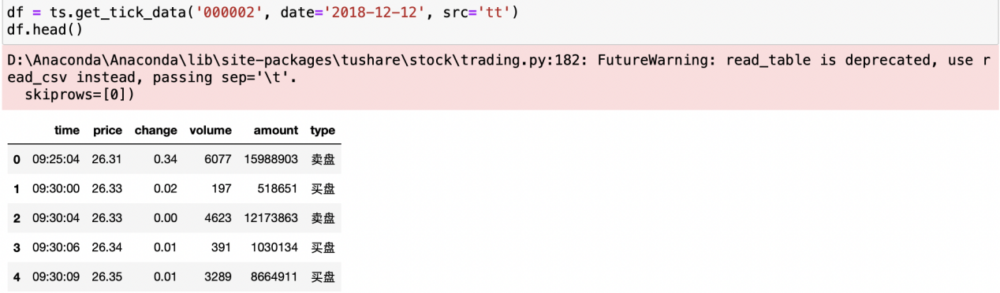 df = ts.get_tick_data('000002', date='2018-12-12', src='tt')
df.head()
D:\Anaconda\Anaconda\lib\site-packages\tushare\stock\trading.py:182: FutureWarning: read_table is deprecated, use r
ead_csv instead, passing sep='\t'.
  skiprows=[0])
time price change volume amount type
0 09:25:04 26.31 0.34 6077 15988903 卖盘
1 09:30:00 26.33 0.02 197 518651 买盘
2 09:30:04 26.33 0.00 4623 12173863 卖盘
3 09:30:06 26.34 0.01 391 1030134 买盘
4 09:30:09 26.35 0.01 3289 8664911 买盘